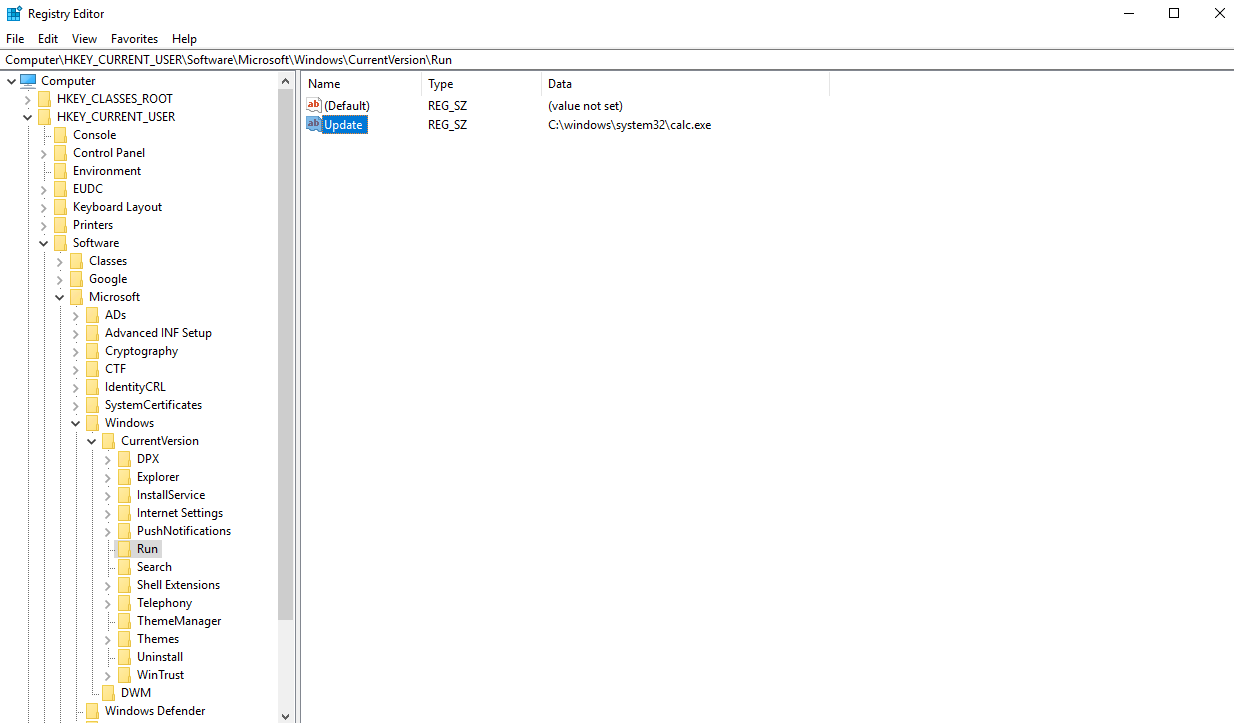 Registry Editor
File Edit View Favorites Help
Computer\HKEY_CURRENT_USER\Software\Microsoft\Windows\CurrentVersion\Run
Computer
HKEY_CLASSES_ROOT
HKEY_CURRENT_USER
Console
Control Panel
Environment
EUDC
Keyboard Layout
Printers
Software
Classes
Google
Microsoft
ADs
Advanced INF Setup
Cryptography
CTF
IdentityCRL
SystemCertificates
Windows
CurrentVersion
DPX
Explorer
InstallService
Internet Settings
PushNotifications
Run
Search
Shell Extensions
Telephony
ThemeManager
Themes
Uninstall
WinTrust
DWM
Windows Defender
Name Type Data
ab (Default) REG_SZ (value not set)
ab Update REG_SZ C:\windows\system32\calc.exe